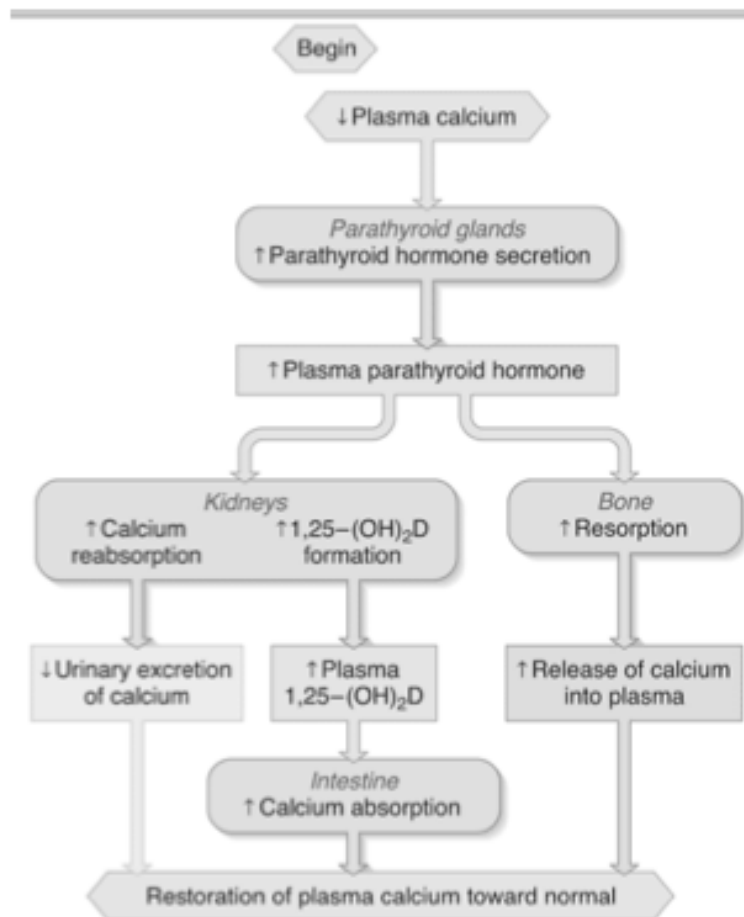 Begin
↓Plasma calcium
Parathyroid glands
↑Parathyroid hormone secretion
↑Plasma parathyroid hormone
Kidneys
↑Calcium
reabsorption
↑1,25–(OH)₂D
formation
Bone
↑Resorption
↓Urinary excretion
of calcium
↑Plasma
1,25–(OH)₂D
↑Release of calcium
into plasma
Intestine
↑Calcium absorption
Restoration of plasma calcium toward normal